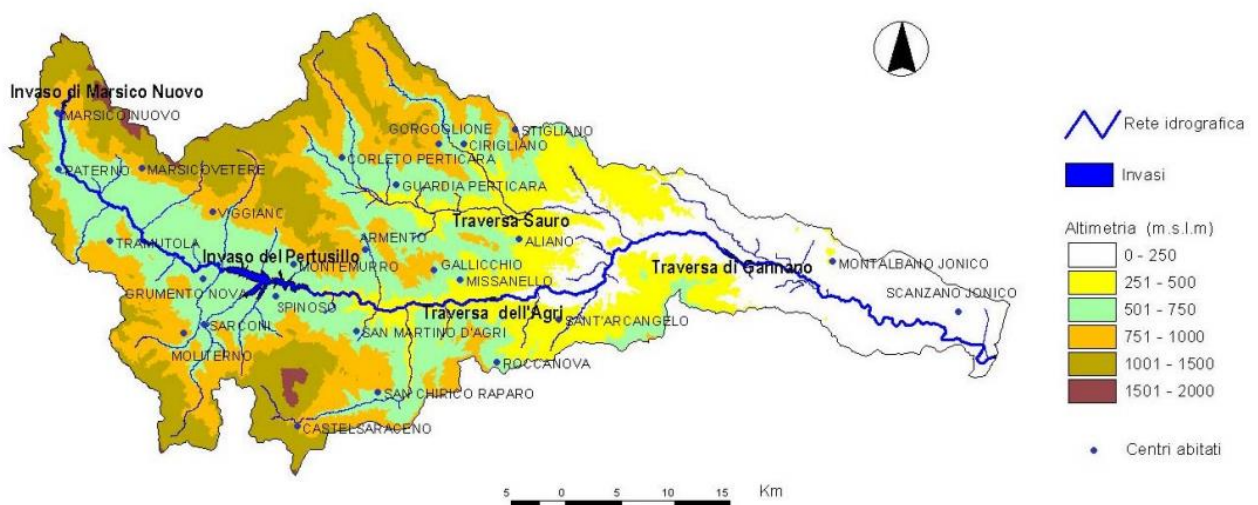 Invaso di Marsico Nuovo
MARSICO NUOVO
PATERNO
MARSICOVETERE
VIGGIANO
TRAMUTOLA
Invaso del Pertusillo
MONTEMURRO
GRUMENTO NOVA
SPINOSO
SARCONI
MOLITERNO
CASTELSARACENO
SAN CHIRICO RAPARO
SAN MARTINO D'AGRI
ARMENTO
GALLICCHIO
MISSANELLO
GORGOGLIONE
STIGLIANO
CIRIGLIANO
CORLETO PERTICARA
GUARDIA PERTICARA
Traversa Sauro
ALIANO
Traversa dell'Agri
SANT'ARCANGELO
ROCCANOVA
Traversa di Gannano
MONTALBANO JONICO
SCANZANO JONICO
Rete idrografica
Invasi
Altimetria (m.s.l.m)
0 - 250
251 - 500
501 - 750
751 - 1000
1001 - 1500
1501 - 2000
Centri abitati
5 0 5 10 15 Km